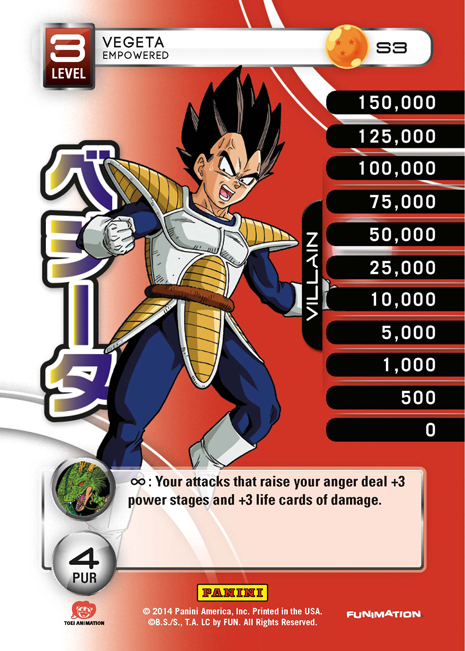 3
LEVEL
VEGETA
EMPOWERED
S3
150,000
125,000
100,000
75,000
50,000
25,000
10,000
5,000
1,000
500
0
VILLAIN
ベジータ
∞: Your attacks that raise your anger deal +3
power stages and +3 life cards of damage.
4
PUR
PANINI
TOEI ANIMATION
© 2014 Panini America, Inc. Printed in the USA.
©B.S./S., T.A. LC by FUN. All Rights Reserved.
FUNIMATION